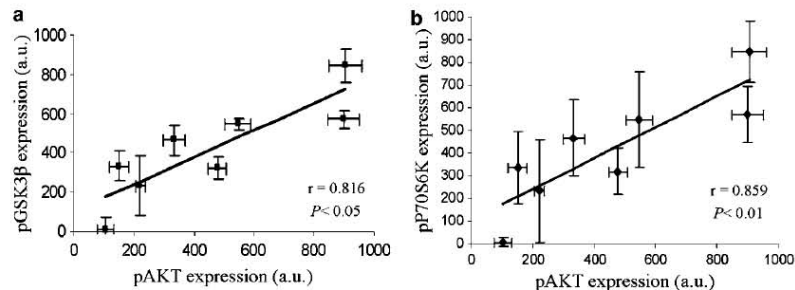 a
pGSK3β expression (a.u.)
1000
800
600
400
200
0
0 200 400 600 800 1000
pAKT expression (a.u.)
r = 0.816
P< 0.05
b
pP70S6K expression (a.u.)
1000
900
800
700
600
500
400
300
200
100
0
0 200 400 600 800 1000
pAKT expression (a.u.)
r = 0.859
P< 0.01